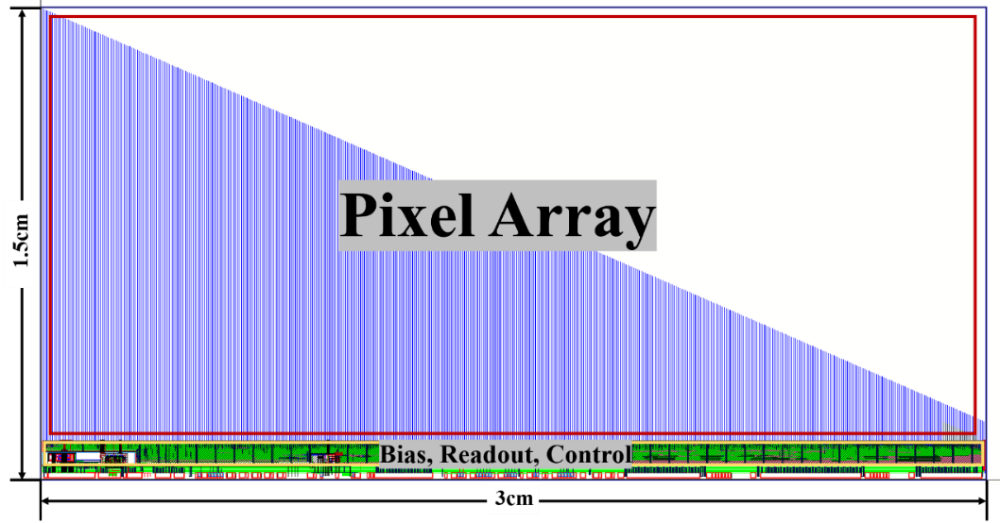 Pixel Array
1.5cm
Bias, Readout, Control
3cm